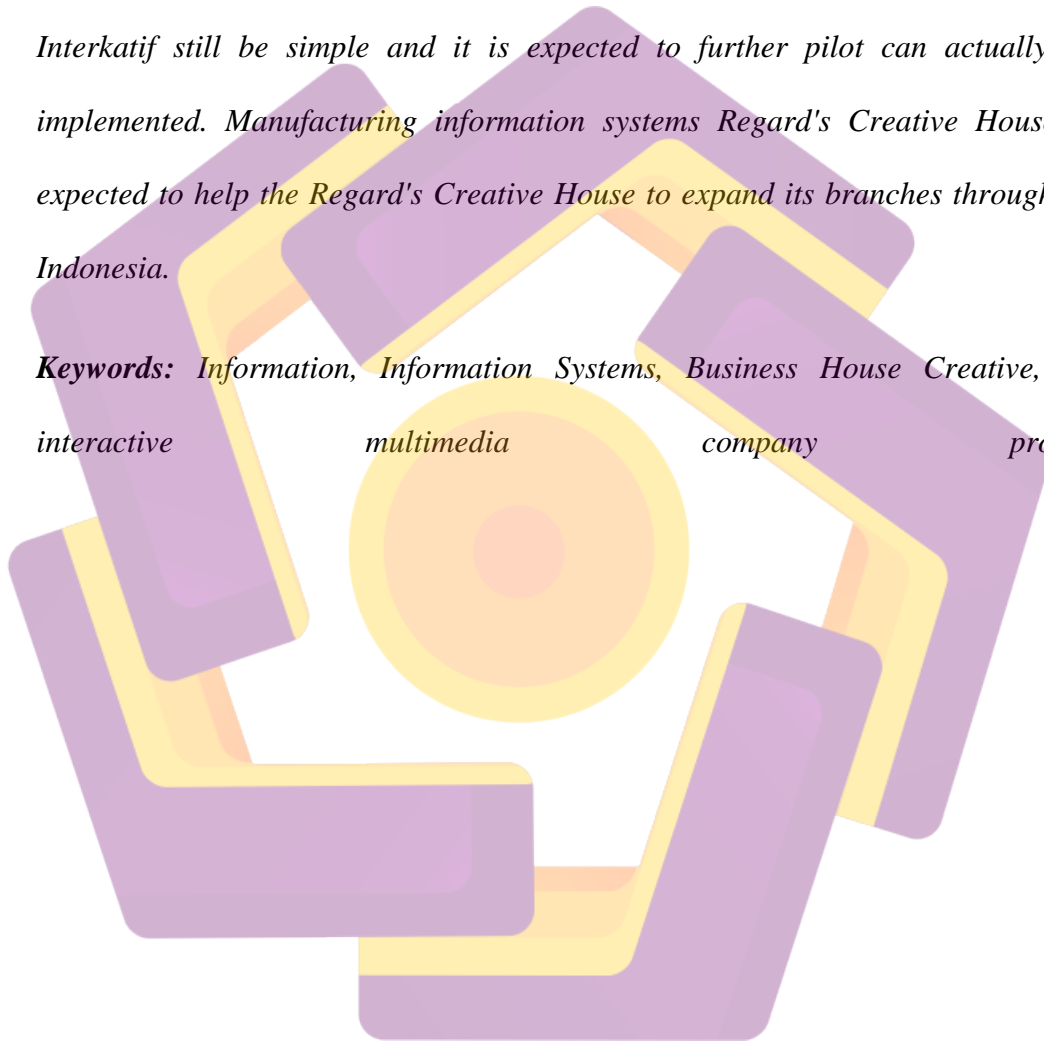 Interkatif still be simple and it is expected to further pilot can actually
implemented. Manufacturing information systems Regard's Creative
expected to help the Regard's Creative House to expand its branches
Indonesia.
Keywords: Information, Information Systems, Business House Creative,
interactive multimedia company